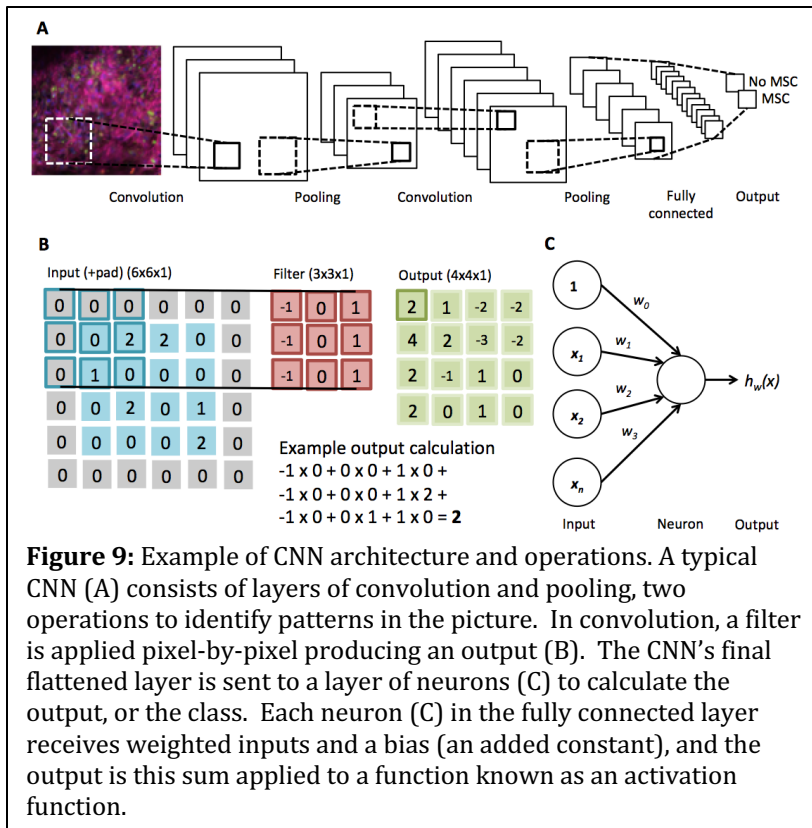 A
No MSC
MSC
Convolution Pooling Convolution Pooling Fully connected Output
B
Input (+pad) (6x6x1) Filter (3x3x1) Output (4x4x1)
0 0 0 0 0 0 -1 0 1 2 1 -2 -2
0 0 2 2 0 0 -1 0 1 4 2 -3 -2
0 1 0 0 0 0 -1 0 1 2 -1 1 0
0 0 2 0 1 0 2 0 1 0
0 0 0 0 2 0
0 0 0 0 0 0
Example output calculation
-1 x 0 + 0 x 0 + 1 x 0 +
-1 x 0 + 0 x 0 + 1 x 2 +
-1 x 0 + 0 x 1 + 1 x 0 = 2
C
1
w0
x1
w1
x2
w2
xn
w3
hw(x)
Input Neuron Output
Figure 9: Example of CNN architecture and operations. A typical
CNN (A) consists of layers of convolution and pooling, two
operations to identify patterns in the picture. In convolution, a filter
is applied pixel-by-pixel producing an output (B). The CNN’s final
flattened layer is sent to a layer of neurons (C) to calculate the
output, or the class. Each neuron (C) in the fully connected layer
receives weighted inputs and a bias (an added constant), and the
output is this sum applied to a function known as an activation
function.